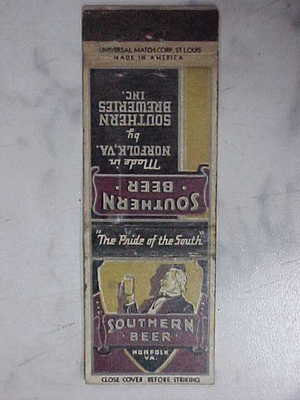 UNIVERSAL MATCH CORP., ST. LOUIS
MADE IN AMERICA
Made in
NORFOLK, VA.
by
SOUTHERN
BREWERIES
INC.
SOUTHERN
· BEER ·
"The Pride of the South"
SOUTHERN
· BEER ·
NORFOLK
VA.
CLOSE COVER BEFORE STRIKING